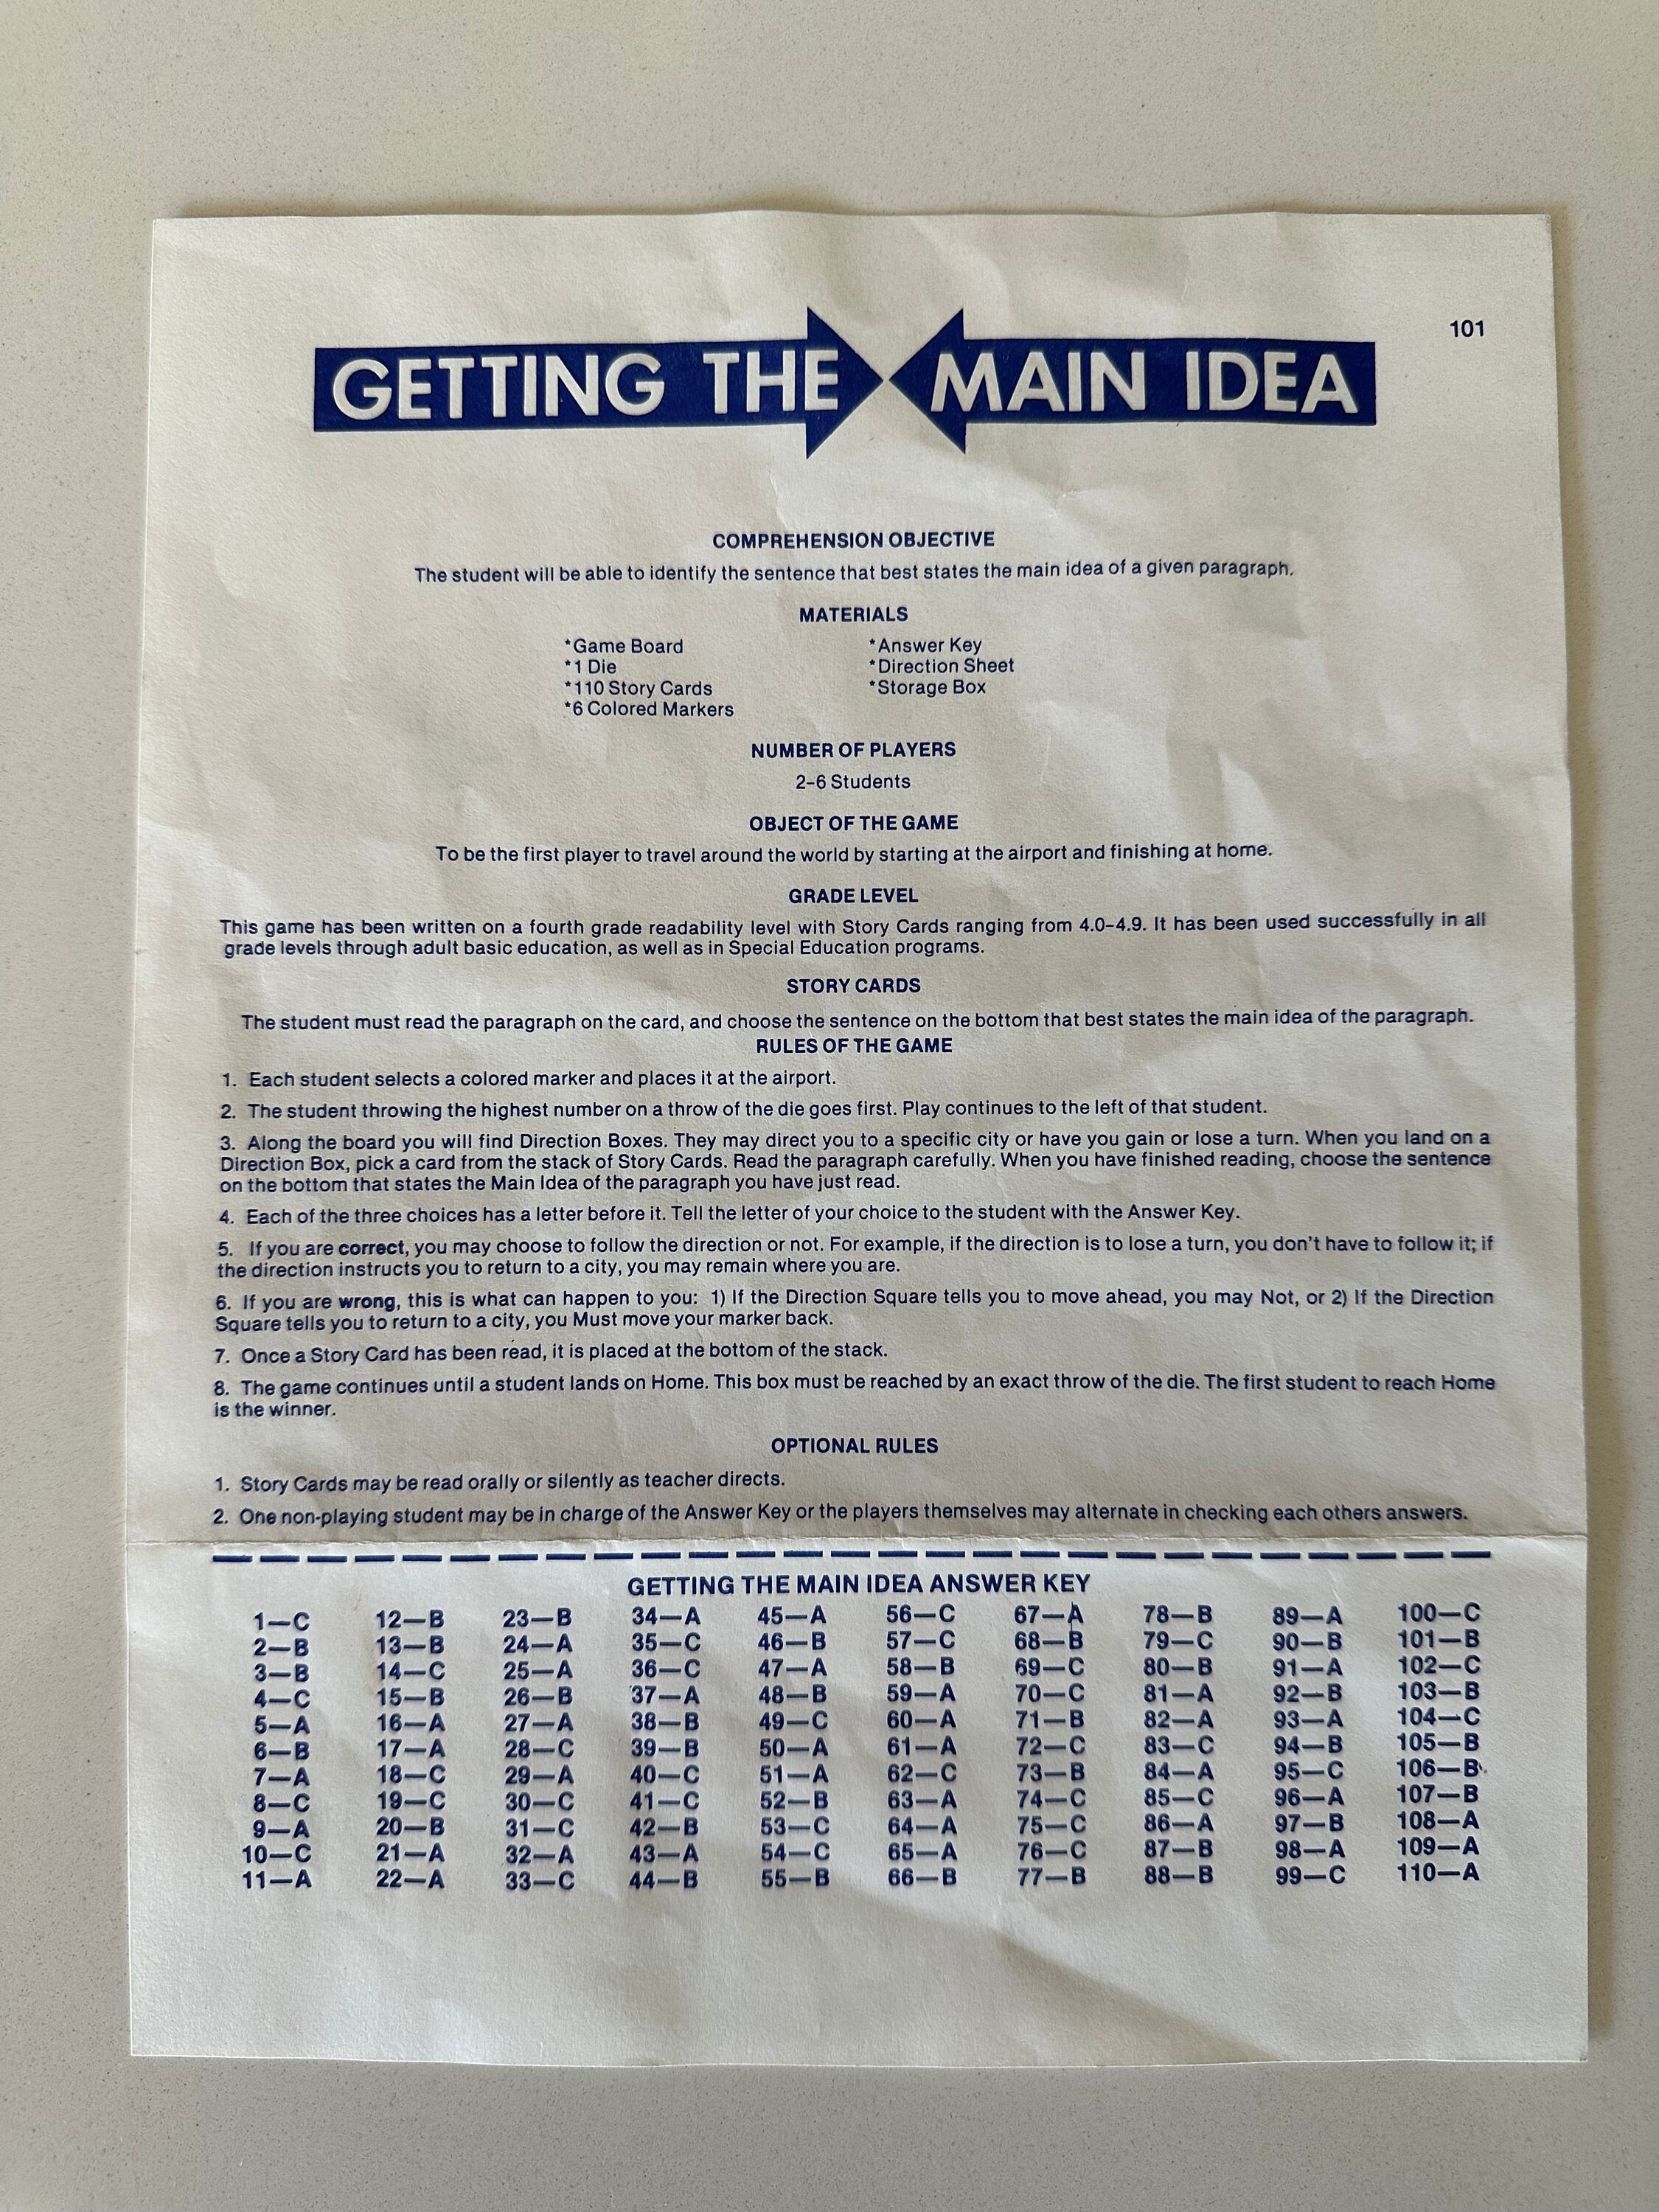 101
GETTING THE MAIN IDEA
COMPREHENSION OBJECTIVE
The student will be able to identify the sentence that best states the main idea of a given paragraph.
MATERIALS
*Game Board *Answer Key
*1 Die *Direction Sheet
*110 Story Cards *Storage Box
*6 Colored Markers
NUMBER OF PLAYERS
2–6 Students
OBJECT OF THE GAME
To be the first player to travel around the world by starting at the airport and finishing at home.
GRADE LEVEL
This game has been written on a fourth grade readability level with Story Cards ranging from 4.0–4.9. It has been used successfully in all
grade levels through adult basic education, as well as in Special Education programs.
STORY CARDS
The student must read the paragraph on the card, and choose the sentence on the bottom that best states the main idea of the paragraph.
RULES OF THE GAME
1. Each student selects a colored marker and places it at the airport.
2. The student throwing the highest number on a throw of the die goes first. Play continues to the left of that student.
3. Along the board you will find Direction Boxes. They may direct you to a specific city or have you gain or lose a turn. When you land on a
Direction Box, pick a card from the stack of Story Cards. Read the paragraph carefully. When you have finished reading, choose the sentence
on the bottom that states the Main Idea of the paragraph you have just read.
4. Each of the three choices has a letter before it. Tell the letter of your choice to the student with the Answer Key.
5. If you are correct, you may choose to follow the direction or not. For example, if the direction is to lose a turn, you don't have to follow it; if
the direction instructs you to return to a city, you may remain where you are.
6. If you are wrong, this is what can happen to you: 1) If the Direction Square tells you to move ahead, you may Not, or 2) If the Direction
Square tells you to return to a city, you Must move your marker back.
7. Once a Story Card has been read, it is placed at the bottom of the stack.
8. The game continues until a student lands on Home. This box must be reached by an exact throw of the die. The first student to reach Home
is the winner.
OPTIONAL RULES
1. Story Cards may be read orally or silently as teacher directs.
2. One non-playing student may be in charge of the Answer Key or the players themselves may alternate in checking each others answers.
GETTING THE MAIN IDEA ANSWER KEY
1—C 12—B 23—B 34—A 45—A 56—C 67—A 78—B 89—A 100—C
2—B 13—B 24—A 35—C 46—B 57—C 68—B 79—C 90—B 101—B
3—B 14—C 25—A 36—C 47—A 58—B 69—C 80—B 91—A 102—C
4—C 15—B 26—B 37—A 48—B 59—A 70—C 81—A 92—B 103—B
5—A 16—A 27—A 38—B 49—C 60—A 71—B 82—A 93—A 104—C
6—B 17—A 28—C 39—B 50—A 61—A 72—C 83—C 94—B 105—B
7—A 18—C 29—A 40—C 51—A 62—C 73—B 84—A 95—C 106—B
8—C 19—C 30—C 41—C 52—B 63—A 74—C 85—C 96—A 107—B
9—A 20—B 31—C 42—B 53—C 64—A 75—C 86—A 97—B 108—A
10—C 21—A 32—A 43—A 54—C 65—A 76—C 87—B 98—A 109—A
11—A 22—A 33—C 44—B 55—B 66—B 77—B 88—B 99—C 110—A